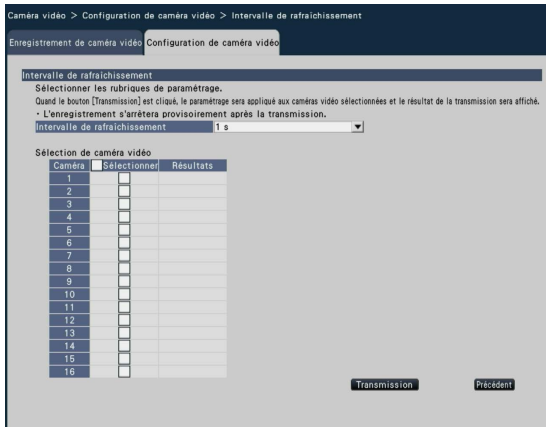 Caméra vidéo > Configuration de caméra vidéo > Intervalle de rafraîchissement
Enregistrement de caméra vidéo Configuration de caméra vidéo
Intervalle de rafraîchissement
Sélectionner les rubriques de paramétrage.
Quand le bouton [Transmission] est cliqué, le paramétrage sera appliqué aux caméras vidéo sélectionnées et le résultat de la transmission sera affiché.
・L'enregistrement s'arrêtera provisoirement après la transmission.
Intervalle de rafraîchissement 1 s
Sélection de caméra vidéo
Caméra Sélectionner Résultats
1
2
3
4
5
6
7
8
9
10
11
12
13
14
15
16
Transmission Précédent